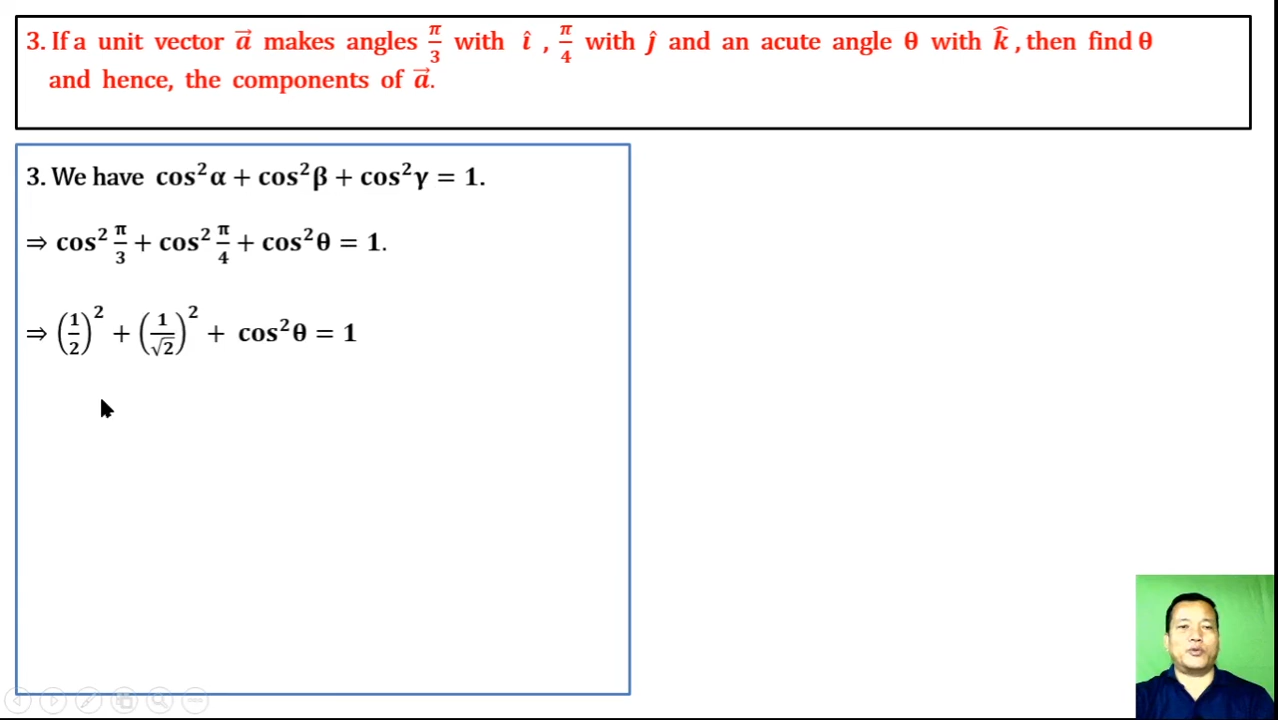 3. If a unit vector a⃗ makes angles π/3 with î , π/4 with ĵ and an acute angle θ with k̂ , then find θ
and hence, the components of a⃗.
3. We have cos²α + cos²β + cos²γ = 1.
⇒ cos² π/3 + cos² π/4 + cos²θ = 1.
⇒ (1/2)² + (1/√2)² + cos²θ = 1